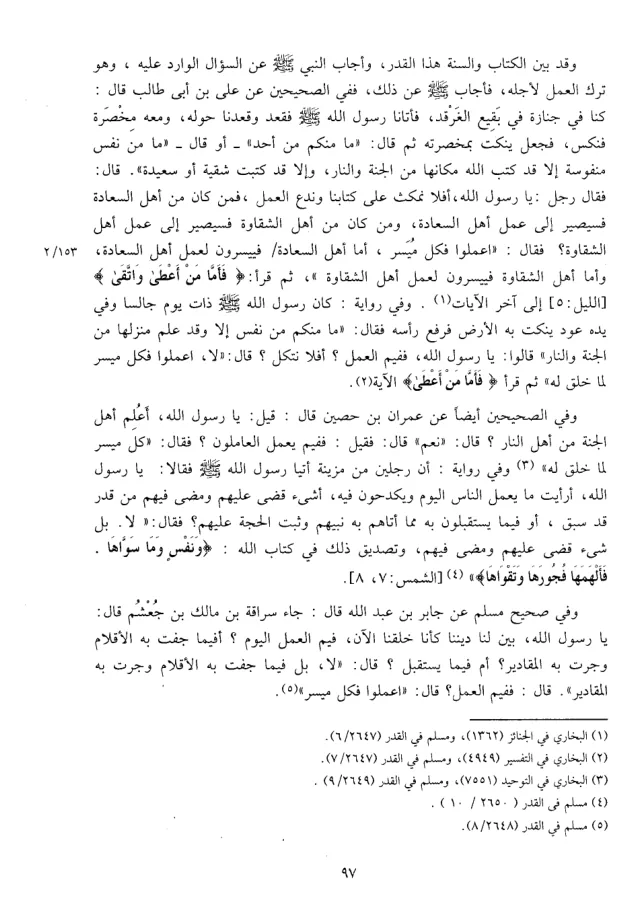 وقد بين الكتاب والسنة هذا القدر، وأجاب النبي ﷺ عن السؤال الوارد عليه ، وهو
ترك العمل لأجله، فأجاب ﷺ عن ذلك، ففي الصحيحين عن على بن أبى طالب قال :
كنا في جنازة في بَقيع الغَرْقد، فأتانا رسول الله ﷺ فقعد وقعدنا حوله، ومعه مخْصَرة
فنكس، فجعل ينكت بمخصرته ثم قال: «ما منكم من أحد» ـ أو قال ـ «ما من نفس
منفوسة إلا قد كتب الله مكانها من الجنة والنار، وإلا قد كتبت شقية أو سعيدة». قال:
فقال رجل :يا رسول الله،أفلا نمكث على كتابنا وندع العمل ،فمن كان من أهل السعادة
فسيصير إلى عمل أهل السعادة، ومن كان من أهل الشقاوة فسيصير إلى عمل أهل
الشقاوة؟ فقال : «اعملوا فكل مُيَسر ، أما أهل السعادة/ فييسرون لعمل أهل السعادة، ٢/١٥٣
وأما أهل الشقاوة فييسرون لعمل أهل الشقاوة »، ثم قرأ:﴿ فَأَمَّا مَنْ أَعْطَىٰ وَاتَّقَىٰ ﴾
[الليل:٥] إلى آخر الآيات(١) . وفي رواية : كان رسول الله ﷺ ذات يوم جالسا وفي
يده عود ينكت به الأرض فرفع رأسه فقال: «ما منكم من نفس إلا وقد علم منزلها من
الجنة والنار» قالوا: يا رسول الله، ففيم العمل ؟ أفلا نتكل ؟ قال:«لا، اعملوا فكل ميسر
لما خلق له» ثم قرأ ﴿ فَأَمَّا مَنْ أَعْطَىٰ﴾ الآية(٢).
وفي الصحيحين أيضاً عن عمران بن حصين قال : قيل: يا رسول الله، أَعُلِم أهل
الجنة من أهل النار ؟ قال: «نعم» قال: فقيل : ففيم يعمل العاملون ؟ فقال: «كل ميسر
لما خلق له» (٣) وفي رواية : أن رجلين من مزينة أتيا رسول الله ﷺ فقالا: يا رسول
الله، أرأيت ما يعمل الناس اليوم ويكدحون فيه، أشىء قضى عليهم ومضى فيهم من قدر
قد سبق ، أو فيما يستقبلون به مما أتاهم به نبيهم وثبت الحجة عليهم؟ فقال:« لا. بل
شىء قضى عليهم ومضى فيهم، وتصديق ذلك في كتاب الله : ﴿وَنَفْسٍ وَمَا سَوَّاهَا .
فَأَلْهَمَهَا فُجُورَهَا وَتَقْوَاهَا﴾» (٤) [الشمس:٧، ٨].
وفي صحيح مسلم عن جابر بن عبد الله قال : جاء سراقة بن مالك بن جُعْشُم قال:
يا رسول الله، بين لنا ديننا كأنا خلقنا الآن، فيم العمل اليوم ؟ أفيما جفت به الأقلام
وجرت به المقادير؟ أم فيما يستقبل ؟ قال: «لا، بل فيما جفت به الأقلام وجرت به
المقادير». قال : ففيم العمل؟ قال: «اعملوا فكل ميسر»(٥).
(١) البخاري في الجنائز (١٣٦٢)، ومسلم في القدر (٦/٢٦٤٧).
(٢) البخاري في التفسير (٤٩٤٩)، ومسلم في القدر (٧/٢٦٤٧).
(٣) البخاري في التوحيد (٧٥٥١)، ومسلم في القدر (٩/٢٦٤٩) .
(٤) مسلم فى القدر ( ٢٦٥٠ / ١٠ ) .
(٥) مسلم في القدر (٨/٢٦٤٨).
٩٧